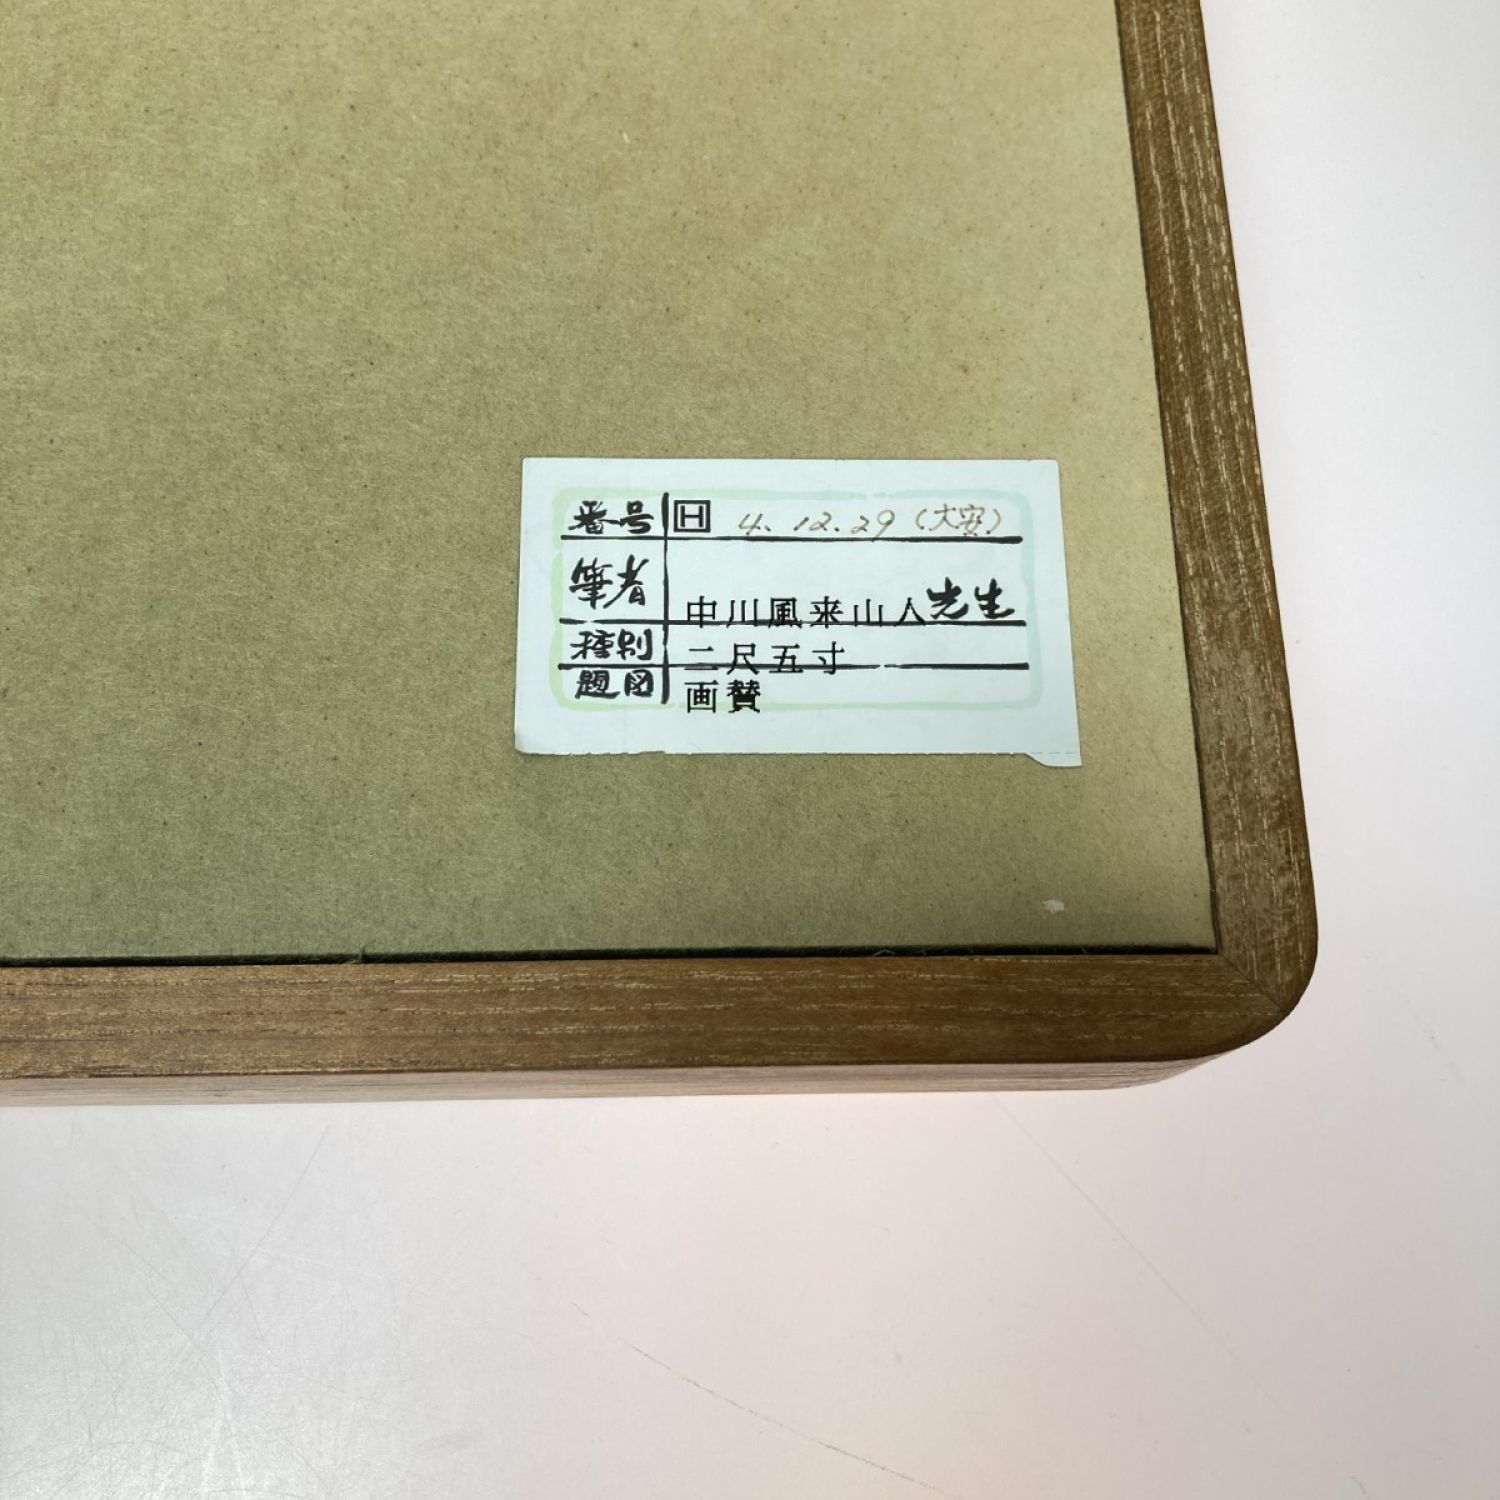 番号 H 4.12.29(大安)
筆者 中川風来山人先生
種別 二尺五寸
題図 画賛